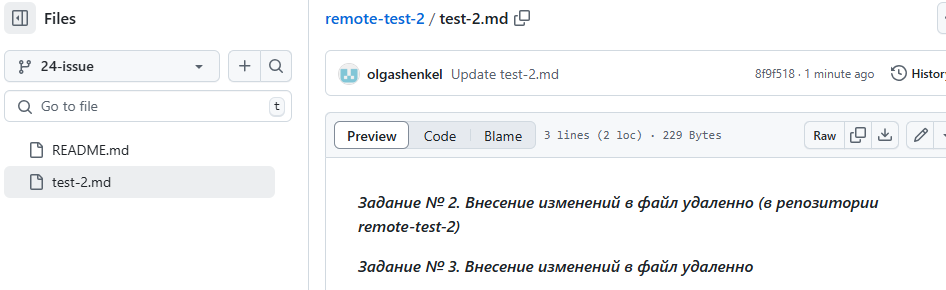 Files
24-issue
Go to file
t
README.md
test-2.md
remote-test-2 / test-2.md
olgashenkel Update test-2.md
8f9f518 · 1 minute ago
History
Preview Code Blame
3 lines (2 loc) · 229 Bytes
Raw
Задание № 2. Внесение изменений в файл удаленно (в репозитории
remote-test-2)
Задание № 3. Внесение изменений в файл удаленно